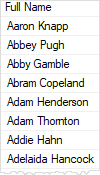 Full Name
Aaron Knapp
Abbey Pugh
Abby Gamble
Abram Copeland
Adam Henderson
Adam Thornton
Addie Hahn
Adelaida Hancock